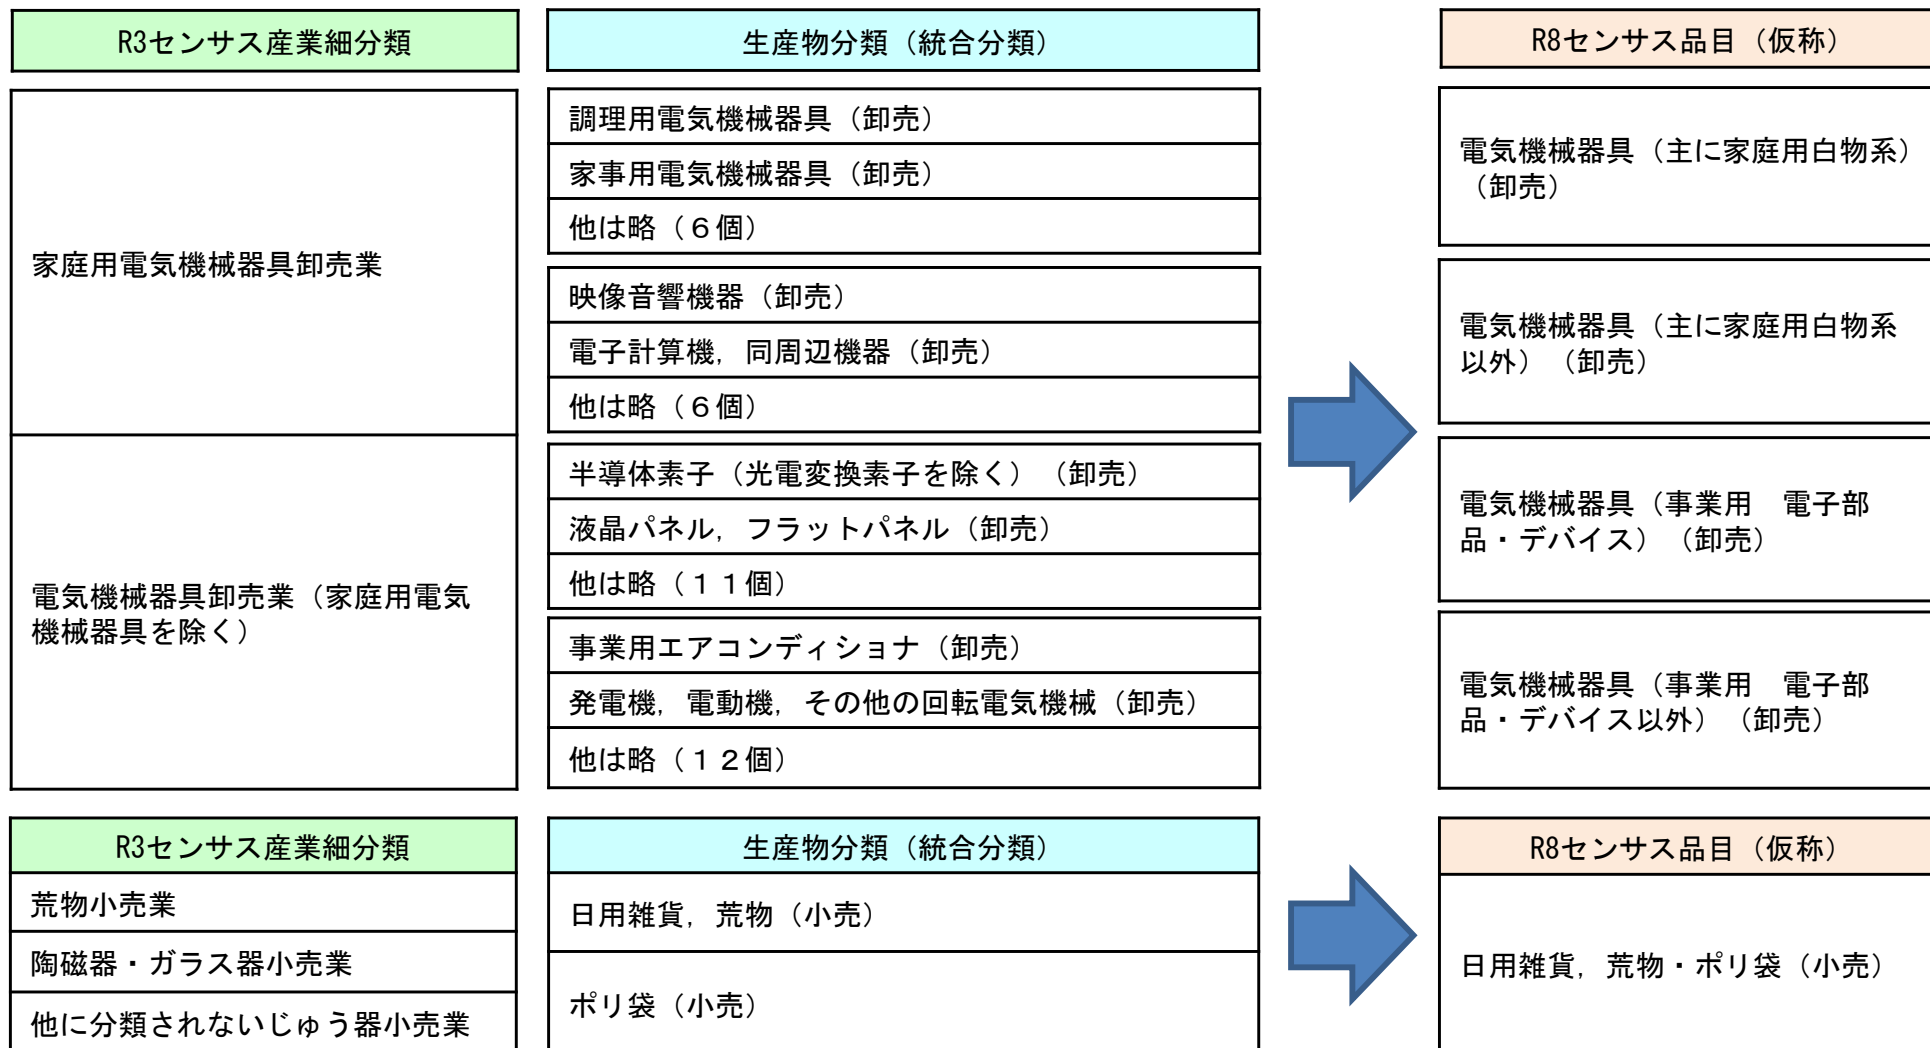 R3センサス産業細分類
生産物分類（統合分類）
R8センサス品目（仮称）
家庭用電気機械器具卸売業
調理用電気機械器具（卸売）
家事用電気機械器具（卸売）
他は略（６個）
電気機械器具（主に家庭用白物系）
（卸売）
映像音響機器（卸売）
電子計算機，同周辺機器（卸売）
他は略（６個）
電気機械器具（主に家庭用白物系
以外）（卸売）
電気機械器具卸売業（家庭用電気
機械器具を除く）
半導体素子（光電変換素子を除く）（卸売）
液晶パネル，フラットパネル（卸売）
他は略（１１個）
電気機械器具（事業用　電子部
品・デバイス）（卸売）
事業用エアコンディショナ（卸売）
発電機，電動機，その他の回転電気機械（卸売）
他は略（１２個）
電気機械器具（事業用　電子部
品・デバイス以外）（卸売）
R3センサス産業細分類
生産物分類（統合分類）
R8センサス品目（仮称）
荒物小売業
陶磁器・ガラス器小売業
他に分類されないじゅう器小売業
日用雑貨，荒物（小売）
ポリ袋（小売）
日用雑貨，荒物・ポリ袋（小売）